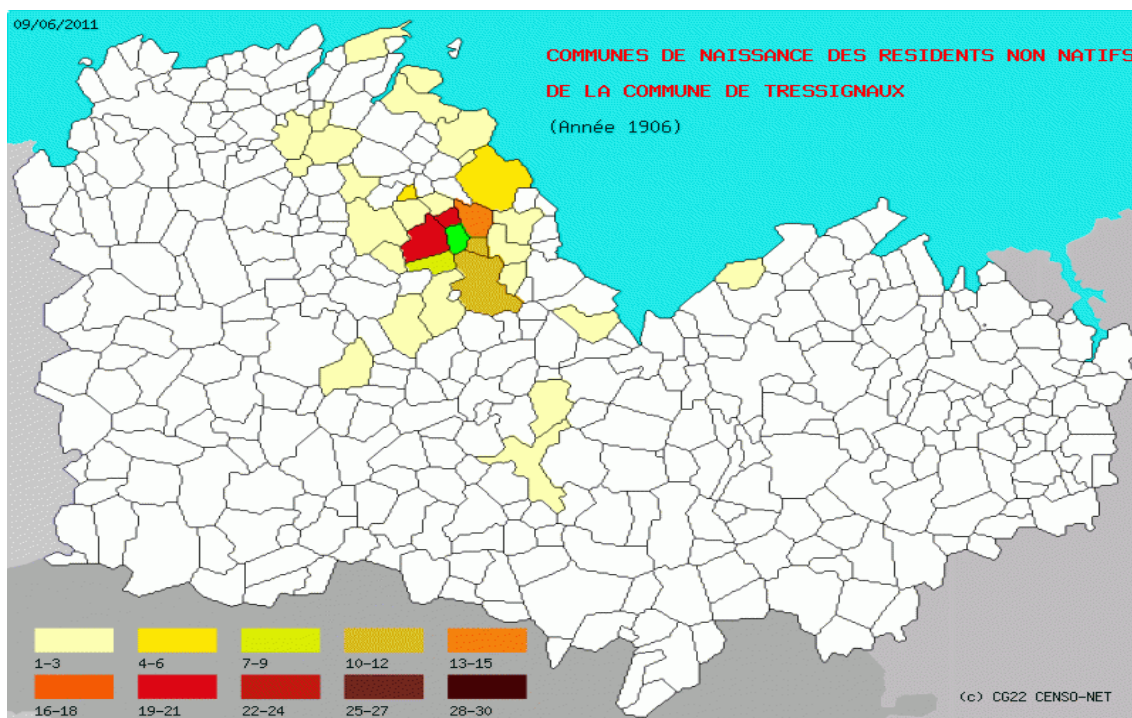 09/06/2011
COMMUNES DE NAISSANCE DES RESIDENTS NON NATIFS
DE LA COMMUNE DE TRESSIGNAUX
(Année 1906)
1-3 4-6 7-9 10-12 13-15
16-18 19-21 22-24 25-27 28-30
(c) CG22 CENSO-NET